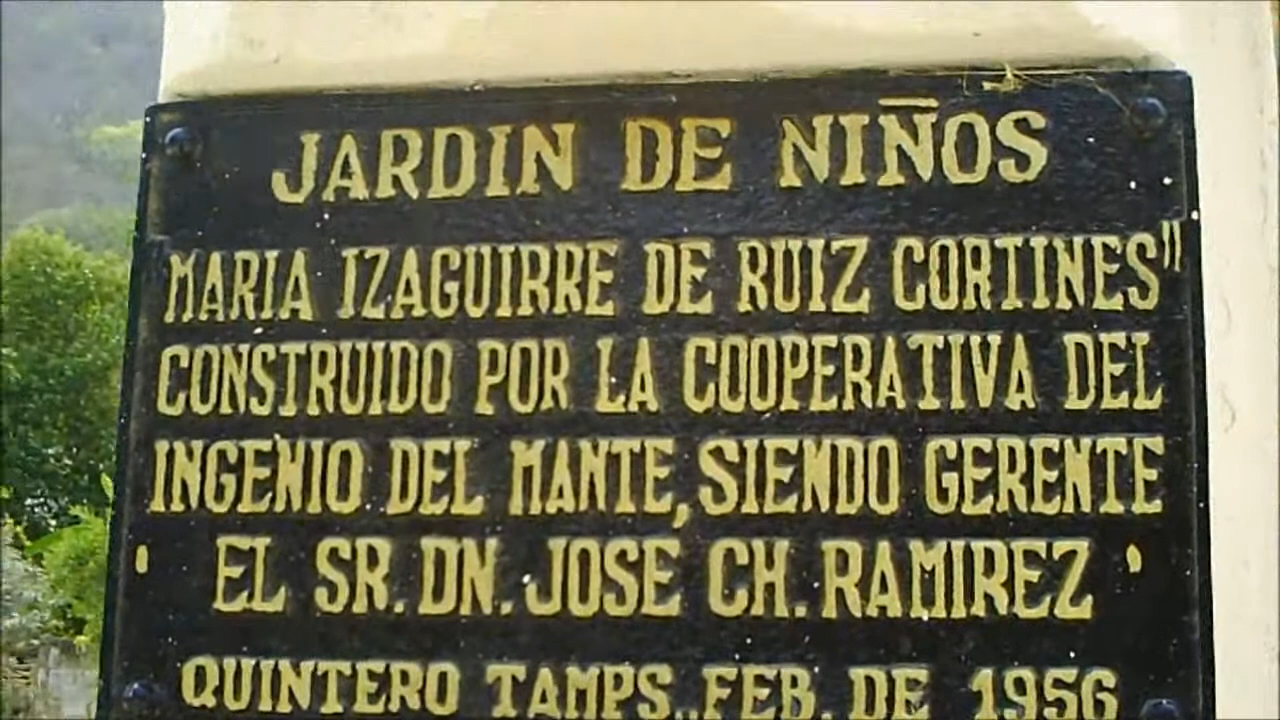 JARDIN DE NIÑOS
MARIA IZAGUIRRE DE RUIZ CORTINES"
CONSTRUIDO POR LA COOPERATIVA DEL
INGENIO DEL MANTE, SIENDO GERENTE
EL SR. DN. JOSE CH. RAMIREZ
QUINTERO TAMPS., FEB. DE 1956